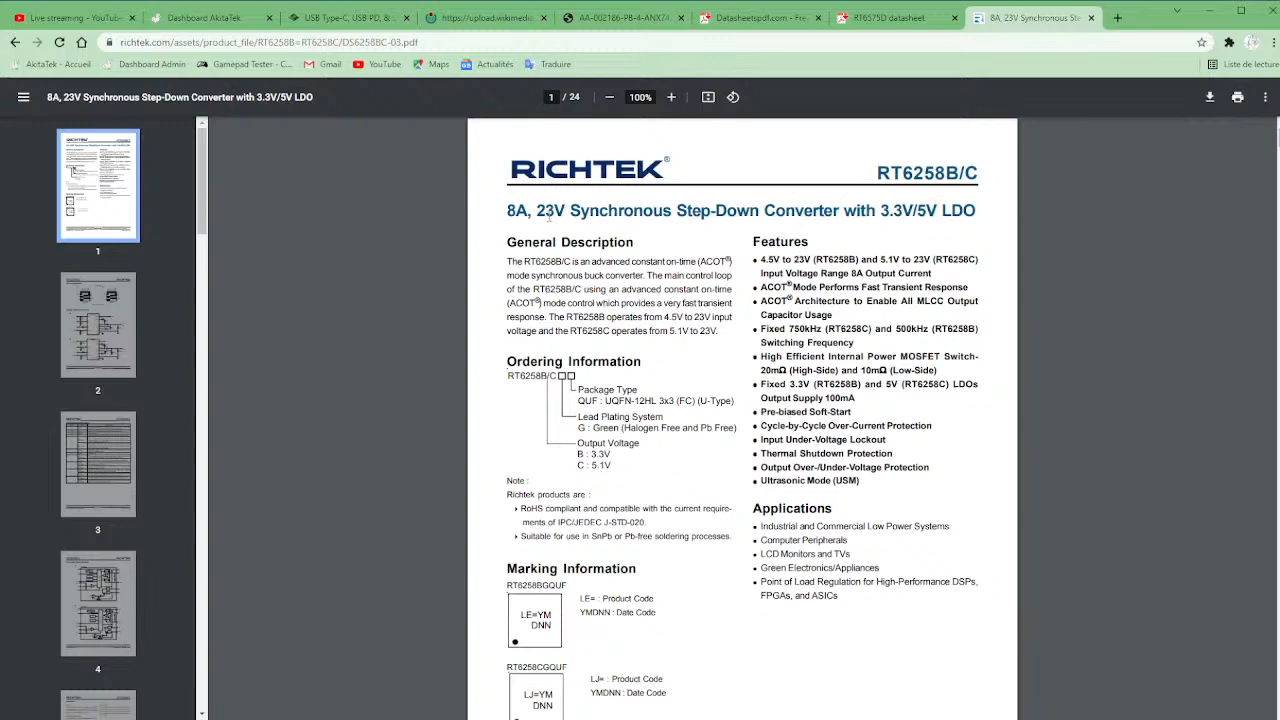 Live streaming - YouTube
Dashboard AkitaTek
USB Type-C, USB PD, &
https://upload.wikimedi
AA-002186-PB-4-ANX74
Datasheetspdf.com - Fre
RT6575D datasheet
8A, 23V Synchronous Ste
richtek.com/assets/product_file/RT6258B=RT6258C/DS6258BC-03.pdf
AkitaTek - Accueil
Dashboard Admin
Gamepad Tester - C...
Gmail
YouTube
Maps
Actualités
Traduire
Liste de lecture
8A, 23V Synchronous Step-Down Converter with 3.3V/5V LDO
1 / 24
100%
1
2
3
4
RICHTEK®
RT6258B/C
8A, 23V Synchronous Step-Down Converter with 3.3V/5V LDO
General Description
The RT6258B/C is an advanced constant on-time (ACOT®)
mode synchronous buck converter. The main control loop
of the RT6258B/C using an advanced constant on-time
(ACOT®) mode control which provides a very fast transient
response. The RT6258B operates from 4.5V to 23V input
voltage and the RT6258C operates from 5.1V to 23V.
Ordering Information
RT6258B/C
Package Type
QUF : UQFN-12HL 3x3 (FC) (U-Type)
Lead Plating System
G : Green (Halogen Free and Pb Free)
Output Voltage
B : 3.3V
C : 5.1V
Note :
Richtek products are :
RoHS compliant and compatible with the current require-
ments of IPC/JEDEC J-STD-020.
Suitable for use in SnPb or Pb-free soldering processes.
Marking Information
RT6258BGQUF
LE=YM
DNN
LE= : Product Code
YMDNN : Date Code
RT6258CGQUF
LJ=YM
DNN
LJ= : Product Code
YMDNN : Date Code
Features
4.5V to 23V (RT6258B) and 5.1V to 23V (RT6258C)
Input Voltage Range 8A Output Current
ACOT® Mode Performs Fast Transient Response
ACOT® Architecture to Enable All MLCC Output
Capacitor Usage
Fixed 750kHz (RT6258C) and 500kHz (RT6258B)
Switching Frequency
High Efficient Internal Power MOSFET Switch-
20mΩ (High-Side) and 10mΩ (Low-Side)
Fixed 3.3V (RT6258B) and 5V (RT6258C) LDOs
Output Supply 100mA
Pre-biased Soft-Start
Cycle-by-Cycle Over-Current Protection
Input Under-Voltage Lockout
Thermal Shutdown Protection
Output Over-/Under-Voltage Protection
Ultrasonic Mode (USM)
Applications
Industrial and Commercial Low Power Systems
Computer Peripherals
LCD Monitors and TVs
Green Electronics/Appliances
Point of Load Regulation for High-Performance DSPs,
FPGAs, and ASICs